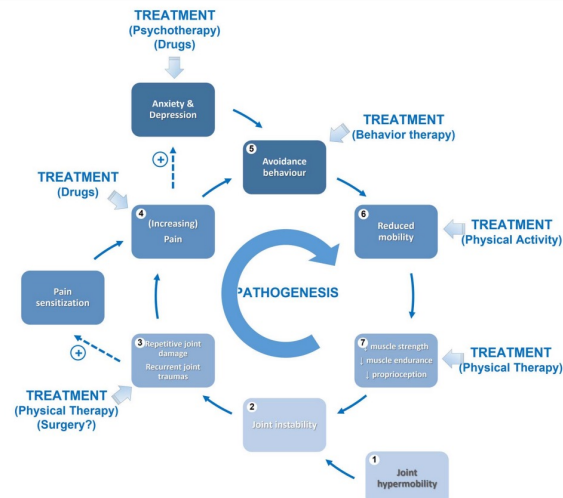 TREATMENT
(Psychotherapy)
(Drugs)
Anxiety &
Depression
TREATMENT
(Behavior therapy)
5
Avoidance
behaviour
+
TREATMENT
(Drugs)
4
(Increasing)
Pain
6
Reduced
mobility
TREATMENT
(Physical Activity)
Pain
sensitization
PATHOGENESIS
+
3
Repetitive joint
damage
Recurrent joint
traumas
7
muscle strength
↓ muscle endurance
↓ proprioception
TREATMENT
(Physical Therapy)
TREATMENT
(Physical Therapy)
(Surgery?)
2
Joint instability
1
Joint
hypermobility